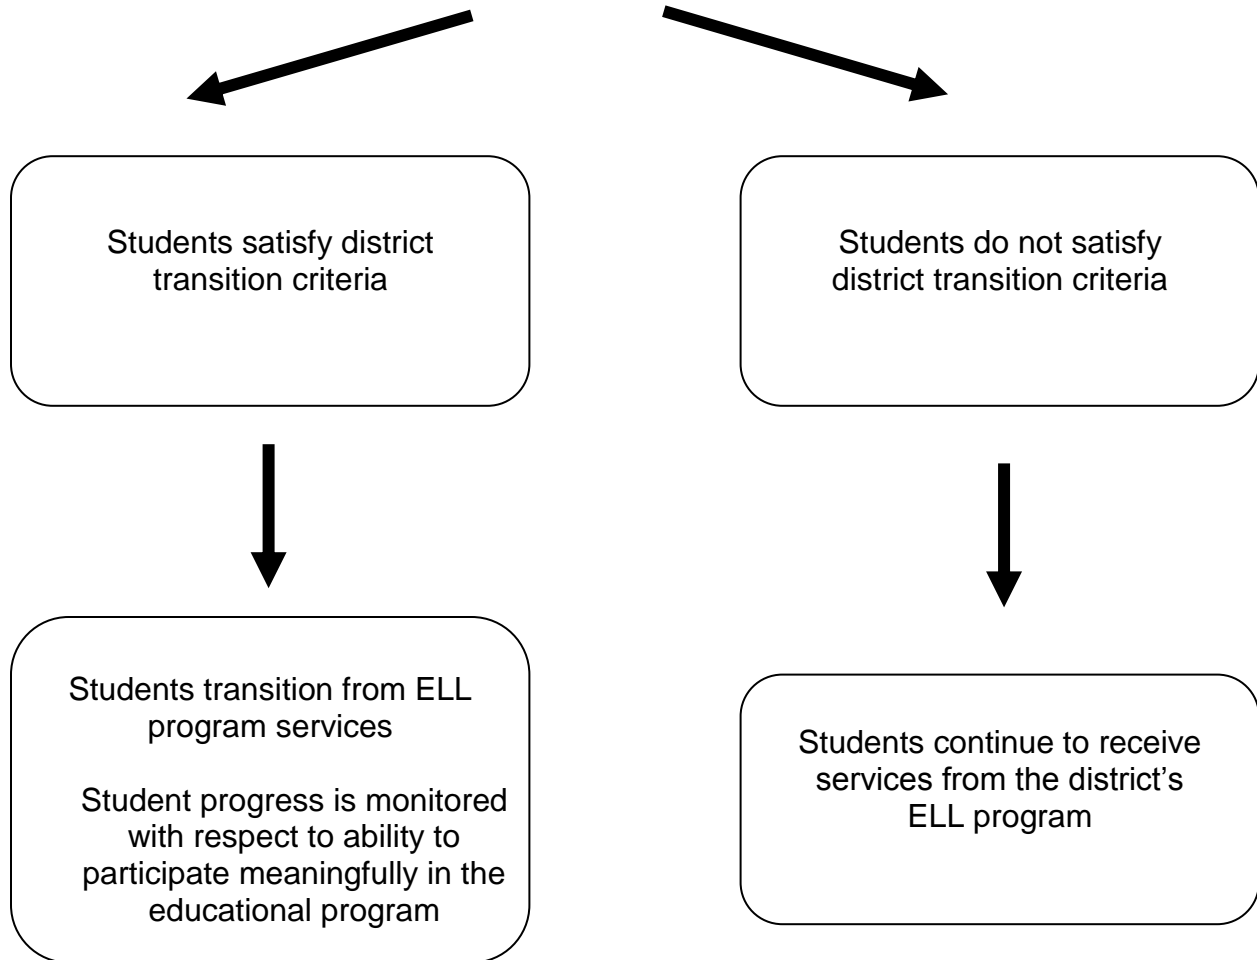 Students satisfy district
transition criteria
Students do not satisfy
district transition criteria
Students transition from ELL
program services
Student progress is monitored
with respect to ability to
participate meaningfully in the
educational program
Students continue to receive
services from the district’s
ELL program